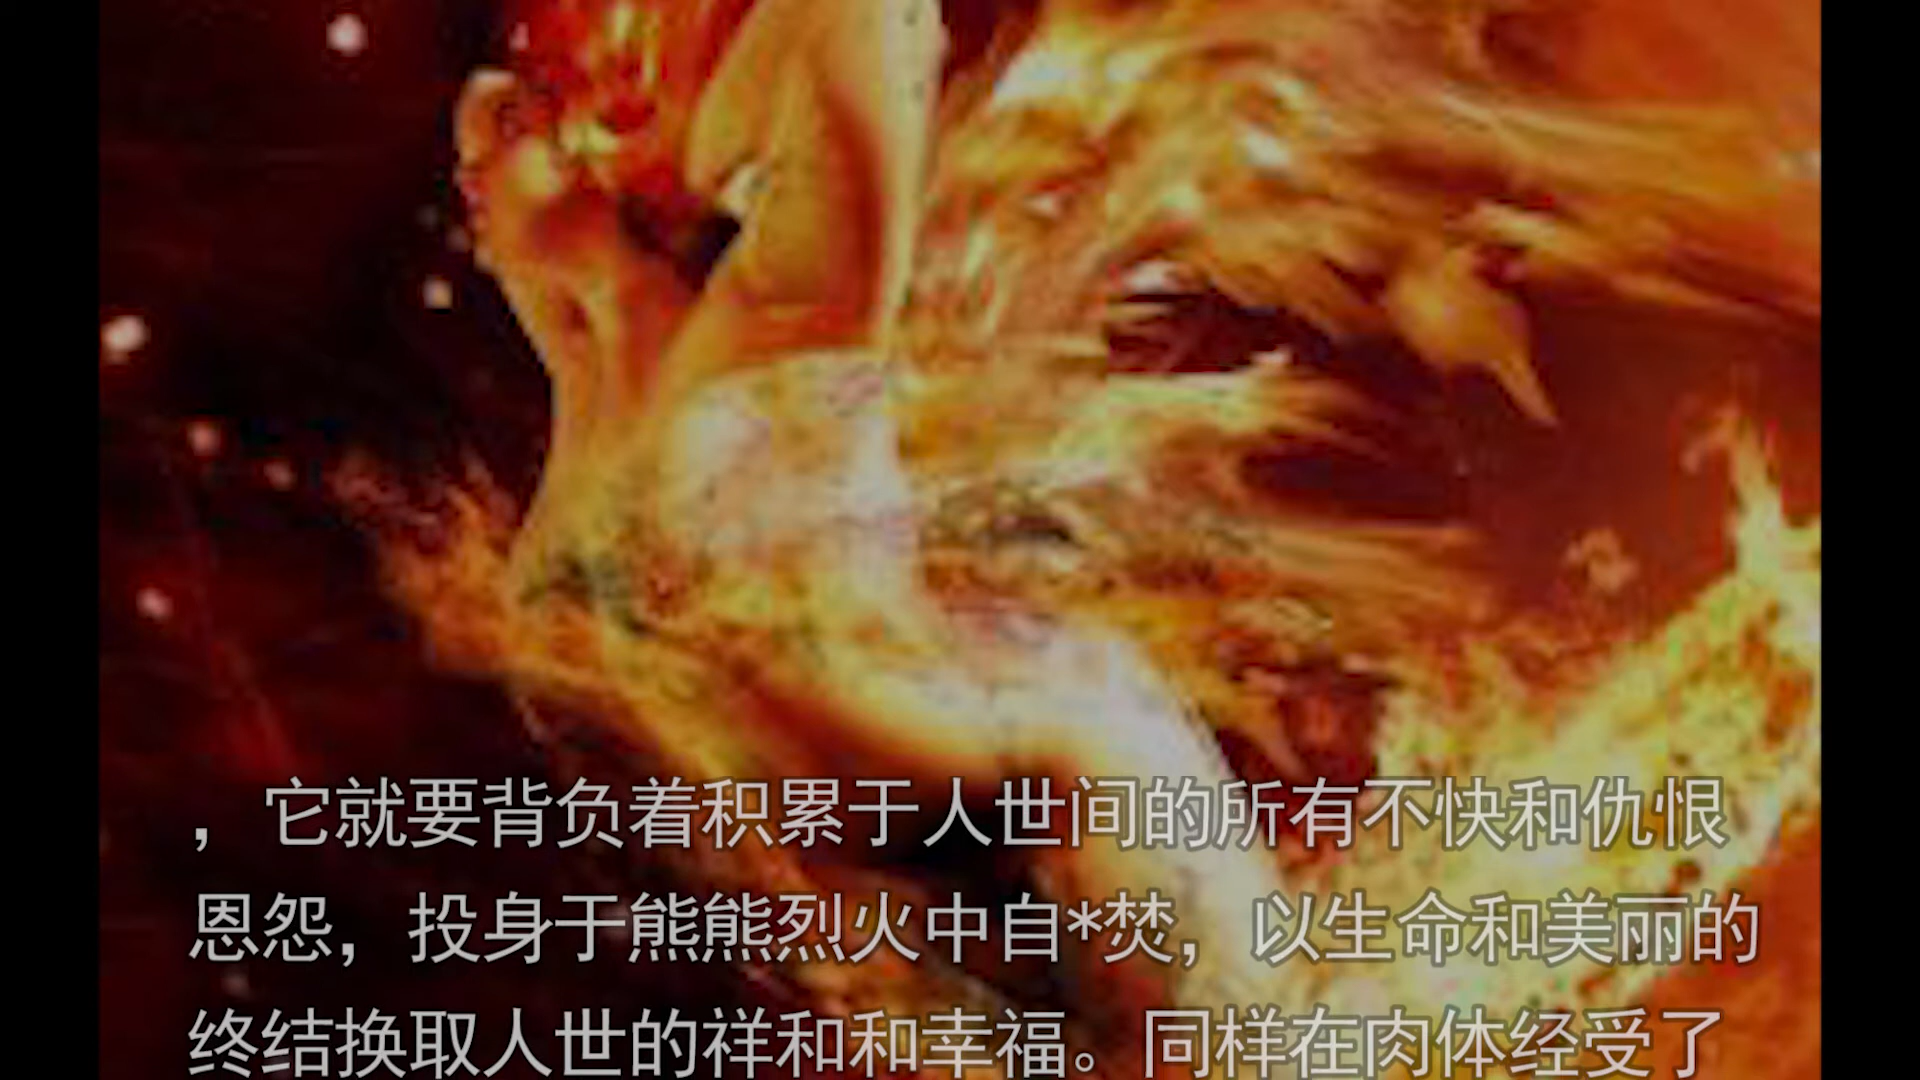 ，它就要背负着积累于人世间的所有不快和仇恨
恩怨，投身于熊熊烈火中自*焚，以生命和美丽的
终结换取人世的祥和和幸福。同样在肉体经受了